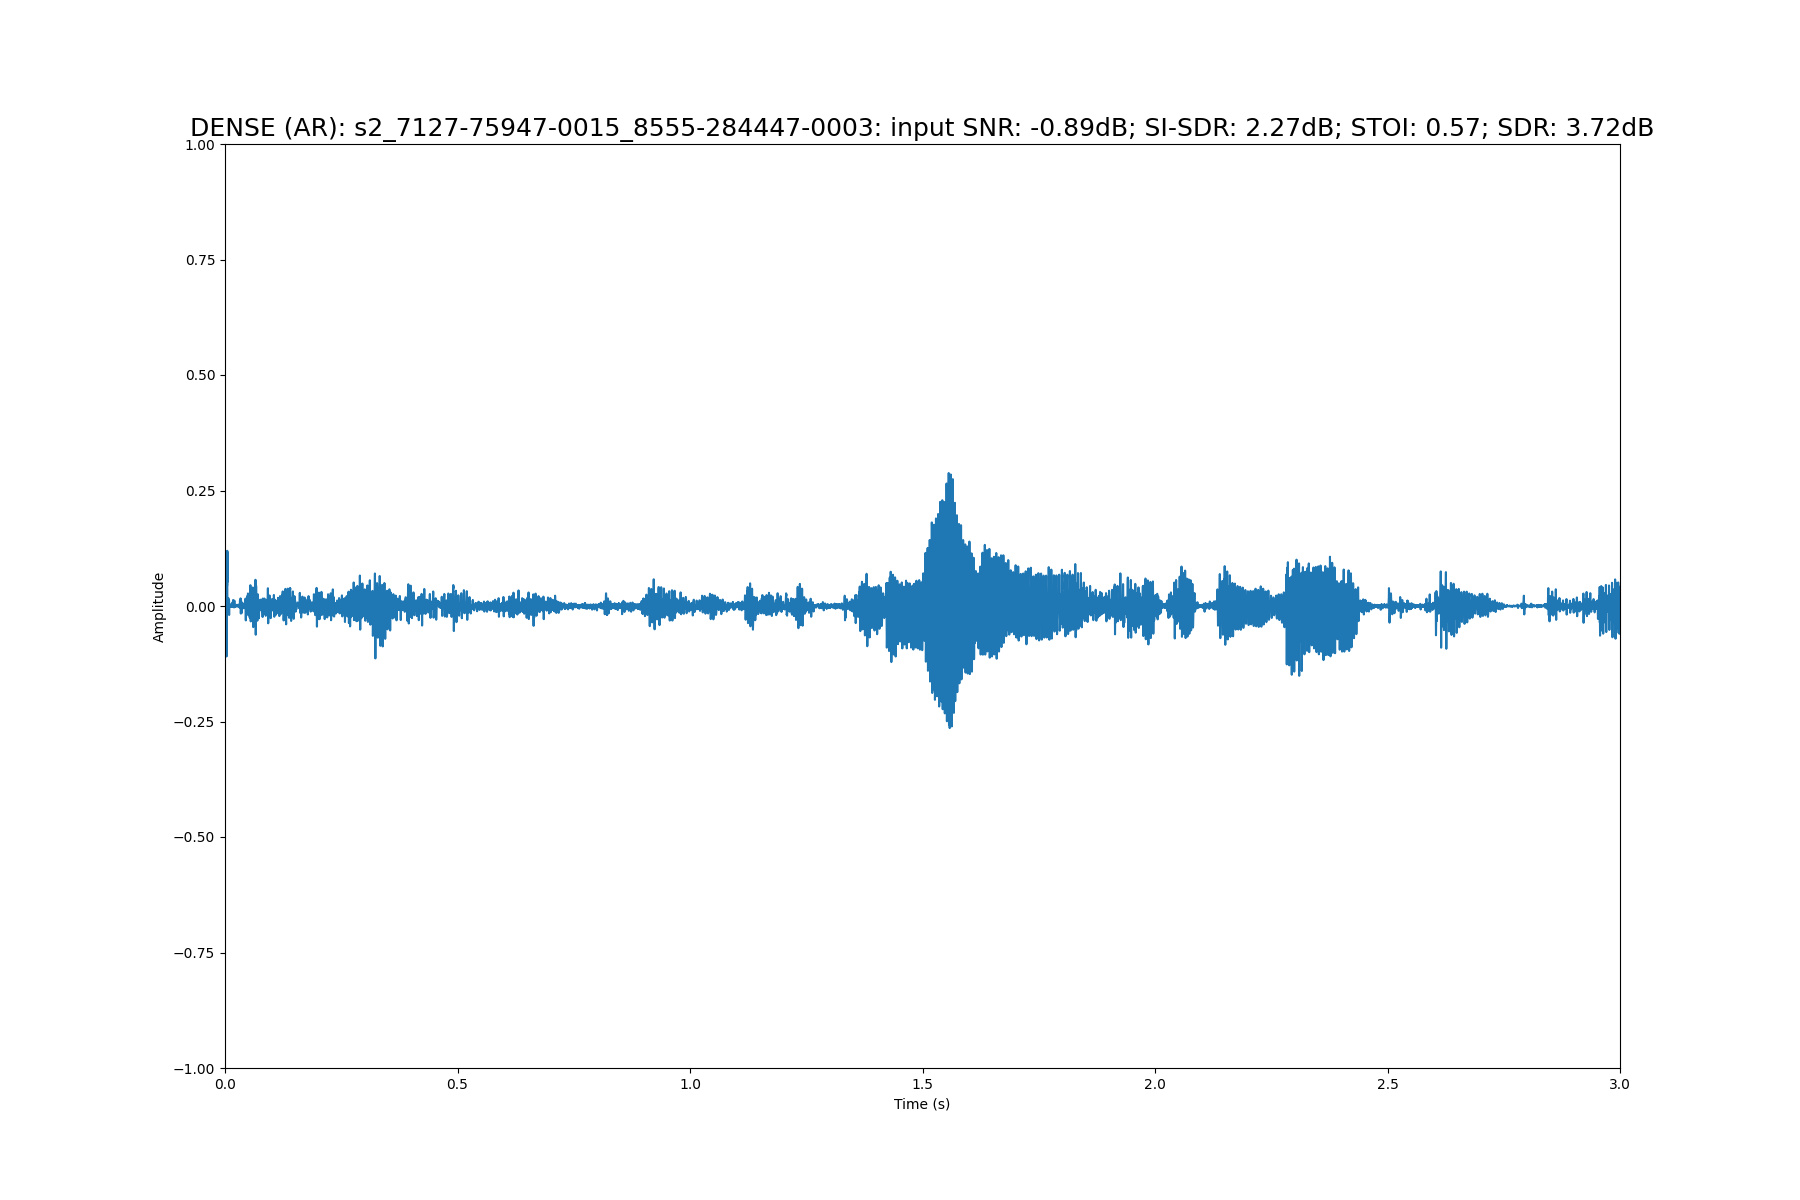 DENSE (AR): s2_7127-75947-0015_8555-284447-0003: input SNR: -0.89dB; SI-SDR: 2.27dB; STOI: 0.57; SDR: 3.72dB
1.00
0.75
0.50
0.25
0.00
−0.25
−0.50
−0.75
−1.00
Amplitude
0.0 0.5 1.0 1.5 2.0 2.5 3.0
Time (s)